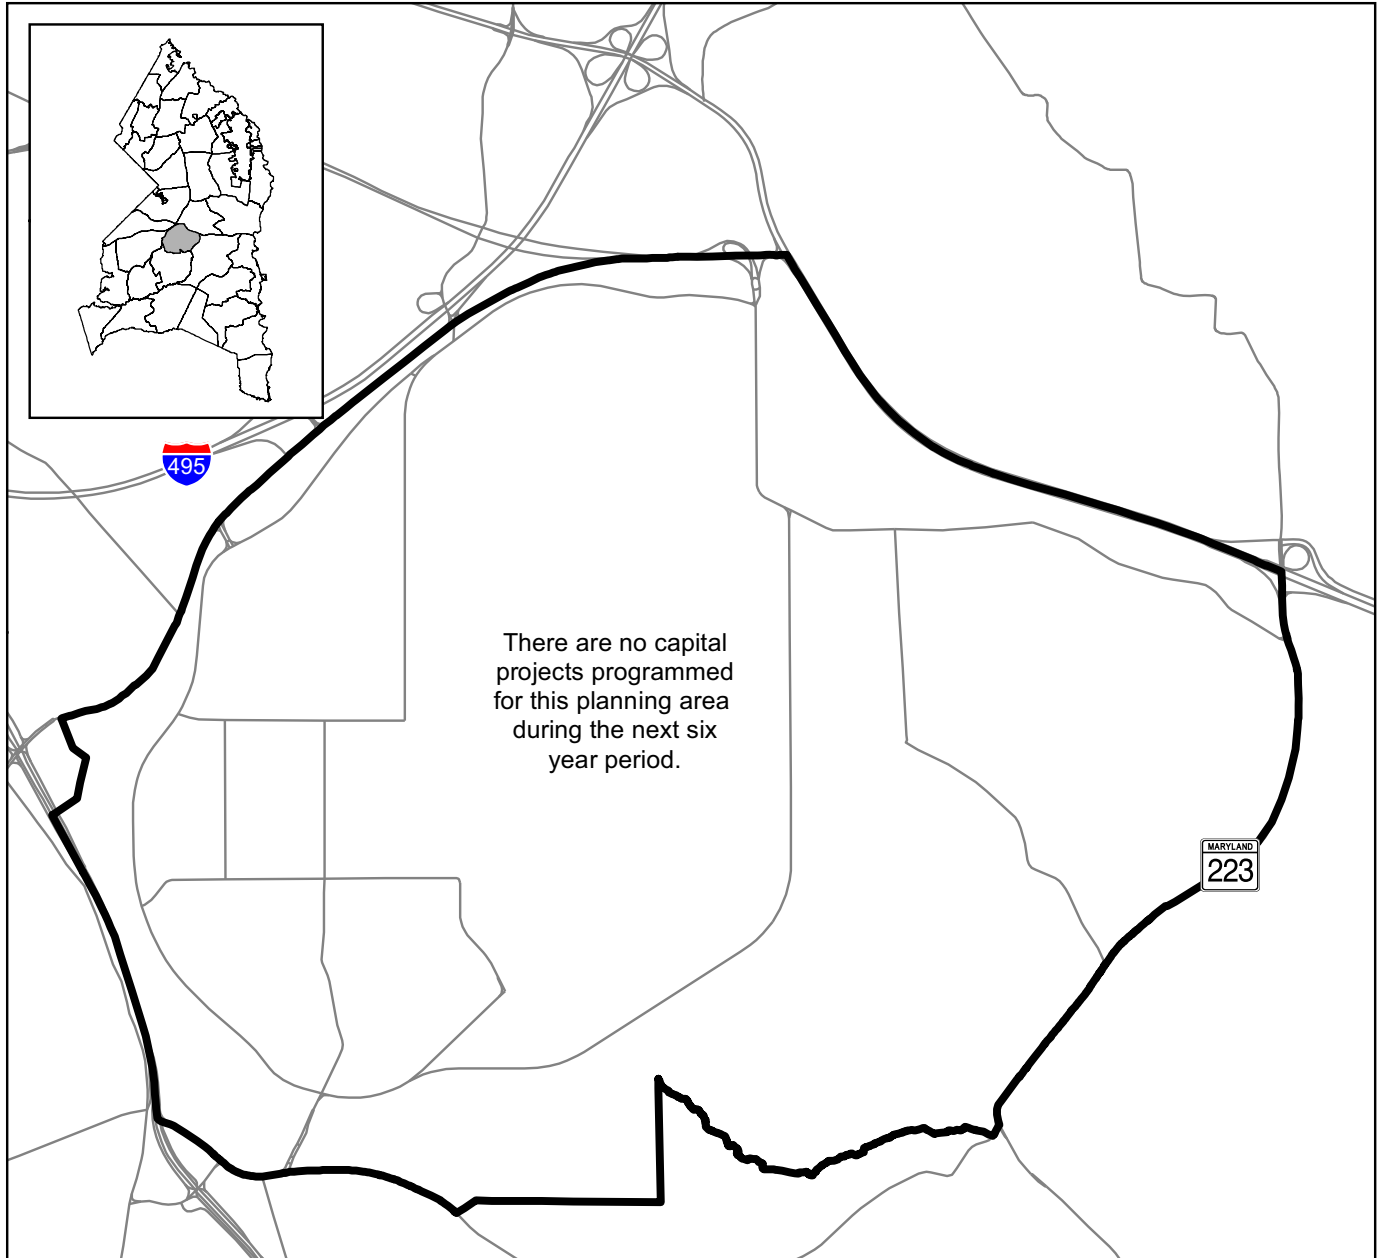 495
There are no capital
projects programmed
for this planning area
during the next six
year period.
MARYLAND
223